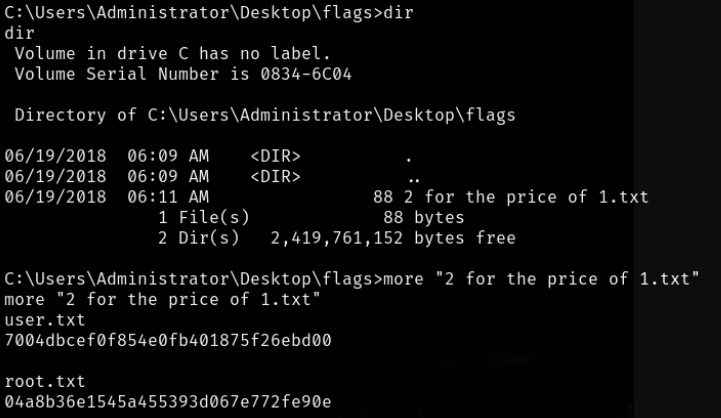 C:\Users\Administrator\Desktop\flags>dir
dir
 Volume in drive C has no label.
 Volume Serial Number is 0834-6C04

 Directory of C:\Users\Administrator\Desktop\flags

06/19/2018  06:09 AM    <DIR>          .
06/19/2018  06:09 AM    <DIR>          ..
06/19/2018  06:11 AM                88 2 for the price of 1.txt
               1 File(s)             88 bytes
               2 Dir(s)   2,419,761,152 bytes free

C:\Users\Administrator\Desktop\flags>more "2 for the price of 1.txt"
more "2 for the price of 1.txt"
user.txt
7004dbcef0f854e0fb401875f26ebd00

root.txt
04a8b36e1545a455393d067e772fe90e